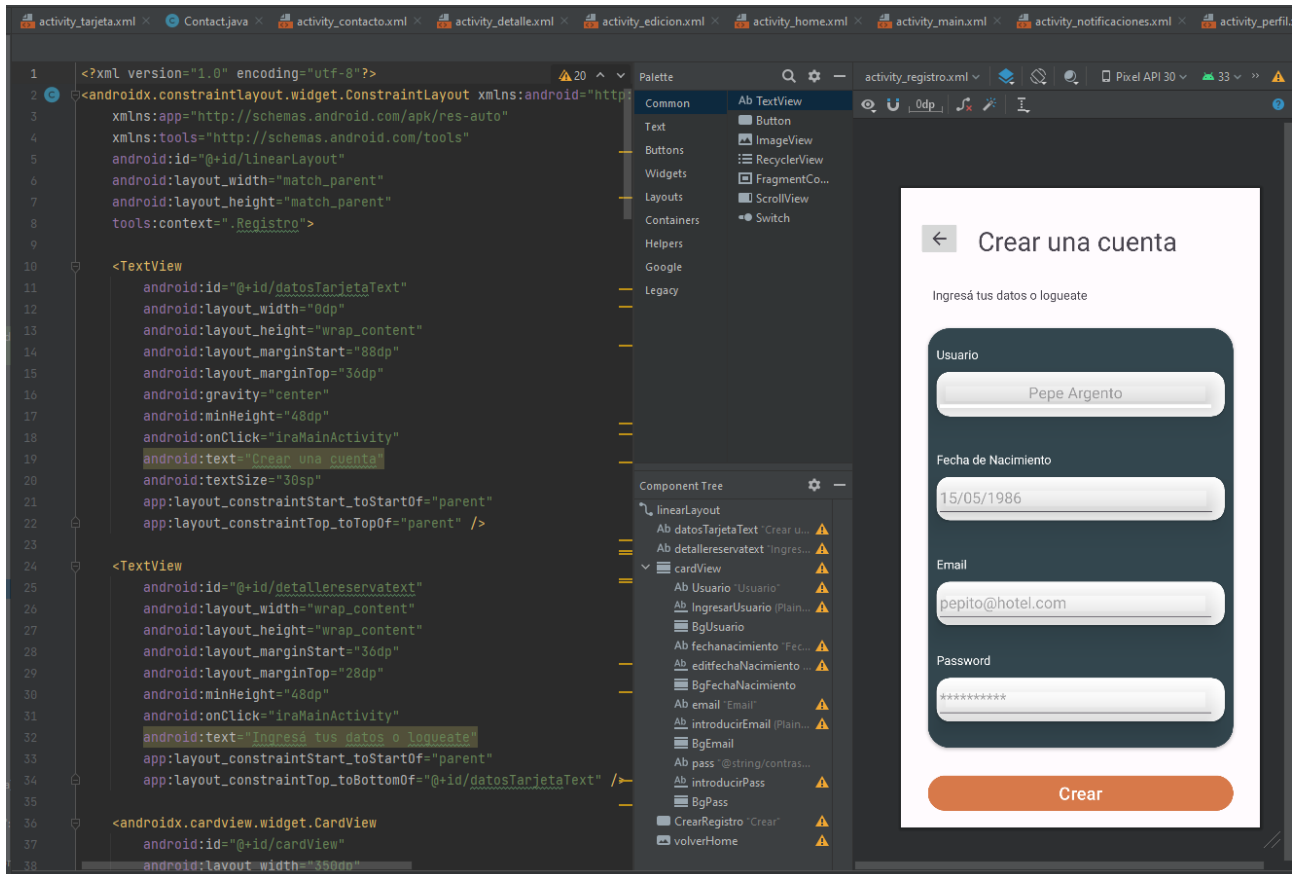 activity_tarjeta.xml
Contact.java
activity_contacto.xml
activity_detalle.xml
activity_edicion.xml
activity_home.xml
activity_main.xml
activity_notificaciones.xml
activity_perfil.
1 <?xml version="1.0" encoding="utf-8"?>
2 <androidx.constraintlayout.widget.ConstraintLayout xmlns:android="http:
3 xmlns:app="http://schemas.android.com/apk/res-auto"
4 xmlns:tools="http://schemas.android.com/tools"
5 android:id="@+id/linearLayout"
6 android:layout_width="match_parent"
7 android:layout_height="match_parent"
8 tools:context=".Registro">
9
10 <TextView
11 android:id="@+id/datosTarjetaText"
12 android:layout_width="0dp"
13 android:layout_height="wrap_content"
14 android:layout_marginStart="88dp"
15 android:layout_marginTop="36dp"
16 android:gravity="center"
17 android:minHeight="48dp"
18 android:onClick="iraMainActivity"
19 android:text="Crear una cuenta"
20 android:textSize="30sp"
21 app:layout_constraintStart_toStartOf="parent"
22 app:layout_constraintTop_toTopOf="parent" />
23
24 <TextView
25 android:id="@+id/detallereservatext"
26 android:layout_width="wrap_content"
27 android:layout_height="wrap_content"
28 android:layout_marginStart="36dp"
29 android:layout_marginTop="28dp"
30 android:minHeight="48dp"
31 android:onClick="iraMainActivity"
32 android:text="Ingresá tus datos o logueate"
33 app:layout_constraintStart_toStartOf="parent"
34 app:layout_constraintTop_toBottomOf="@+id/datosTarjetaText" />
35
36 <androidx.cardview.widget.CardView
37 android:id="@+id/cardView"
38 android:layout_width="350dp"
20
Palette
Common
Text
Buttons
Widgets
Layouts
Containers
Helpers
Google
Legacy
Ab TextView
Button
ImageView
RecyclerView
FragmentCo...
ScrollView
Switch
Component Tree
linearLayout
Ab datosTarjetaText "Crear u...
Ab detallereservatext "Ingres...
cardView
Ab Usuario "Usuario"
Ab IngresarUsuario (Plain...
BgUsuario
Ab fechanacimiento "Fec...
Ab editfechaNacimiento ...
BgFechaNacimiento
Ab email "Email"
Ab introducirEmail (Plain...
BgEmail
Ab pass "@string/contras...
Ab introducirPass
BgPass
CrearRegistro "Crear"
volverHome
activity_registro.xml
Pixel API 30
33
0dp
Crear una cuenta
Ingresá tus datos o logueate
Usuario
Pepe Argento
Fecha de Nacimiento
15/05/1986
Email
pepito@hotel.com
Password
**********
Crear